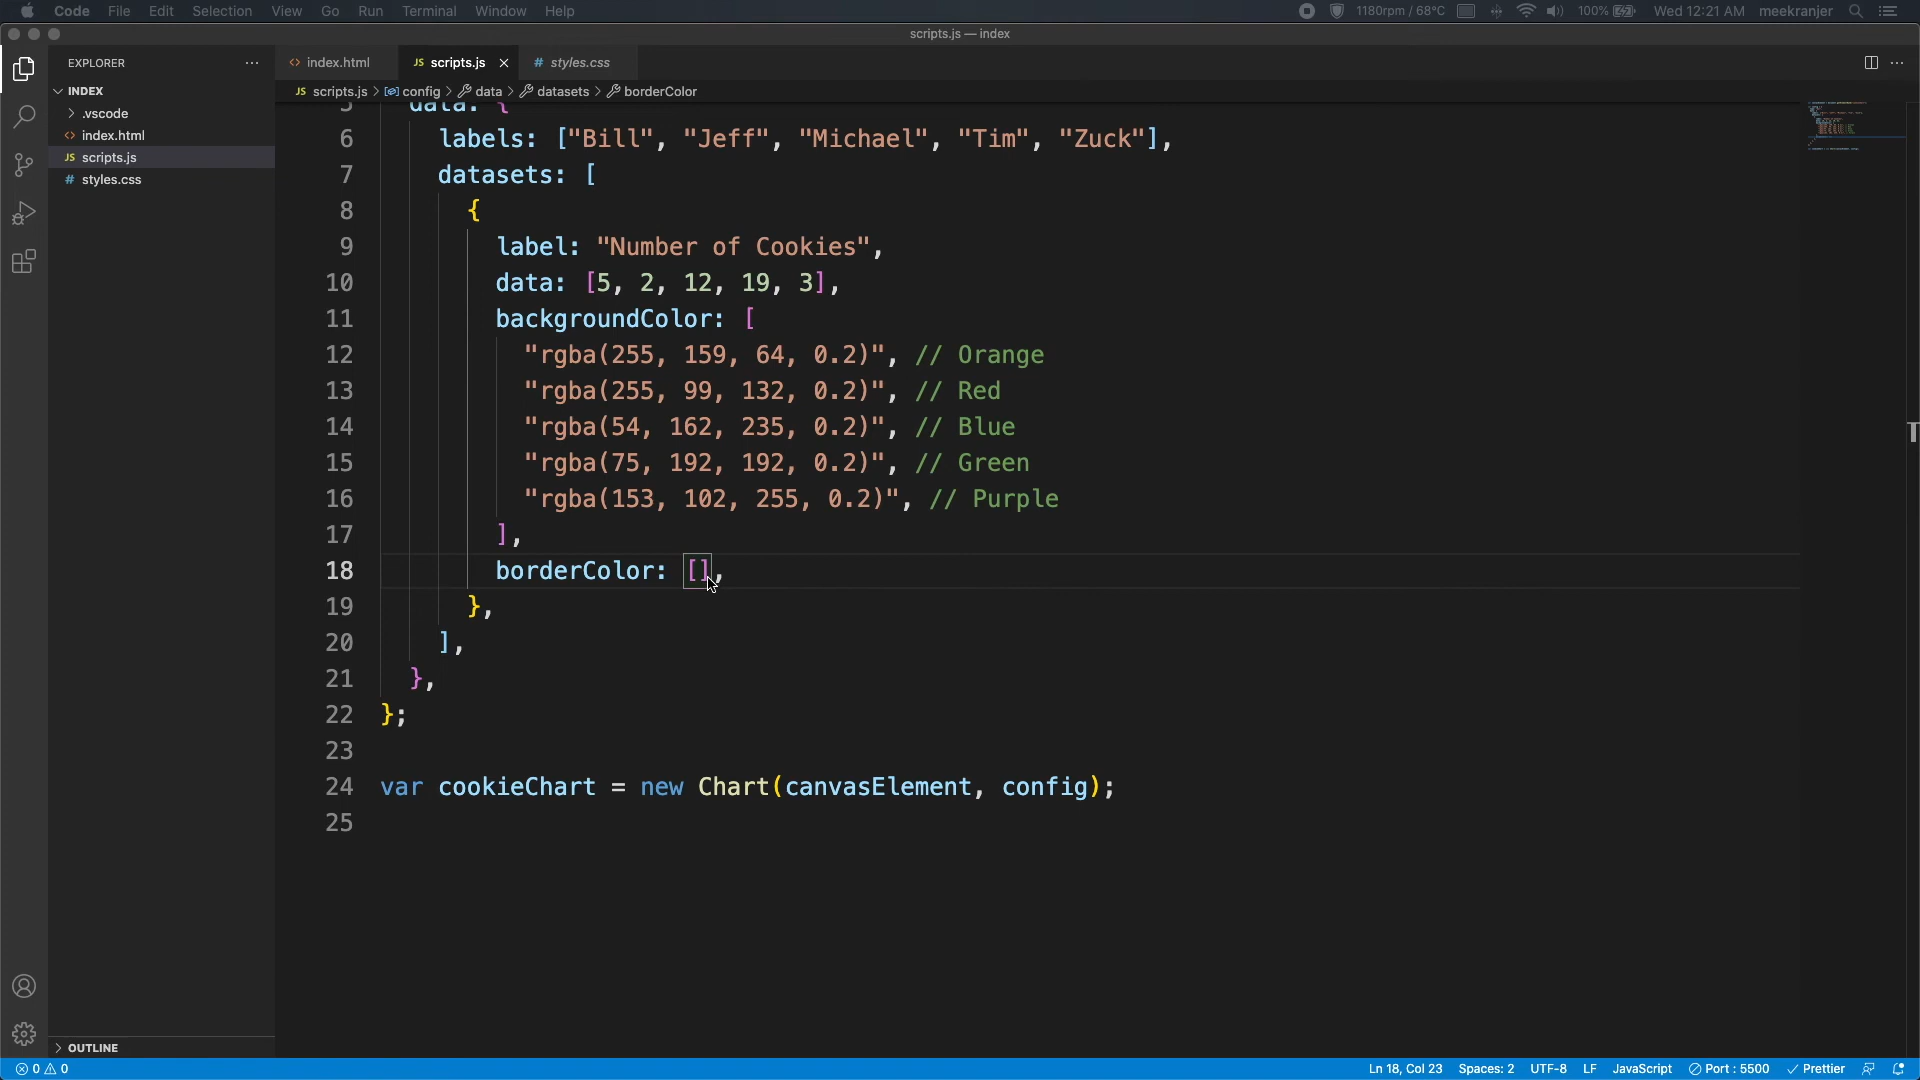 Code File Edit Selection View Go Run Terminal Window Help 1180rpm / 68°C 100% Wed 12:21 AM meekranjer
scripts.js — index
EXPLORER
INDEX
.vscode
<> index.html
JS scripts.js
# styles.css
OUTLINE
<> index.html JS scripts.js # styles.css
JS scripts.js > config > data > datasets > borderColor
5 data: {
6 labels: ["Bill", "Jeff", "Michael", "Tim", "Zuck"],
7 datasets: [
8 {
9 label: "Number of Cookies",
10 data: [5, 2, 12, 19, 3],
11 backgroundColor: [
12 "rgba(255, 159, 64, 0.2)", // Orange
13 "rgba(255, 99, 132, 0.2)", // Red
14 "rgba(54, 162, 235, 0.2)", // Blue
15 "rgba(75, 192, 192, 0.2)", // Green
16 "rgba(153, 102, 255, 0.2)", // Purple
17 ],
18 borderColor: [],
19 },
20 ],
21 },
22 };
23
24 var cookieChart = new Chart(canvasElement, config);
25
0 0 Ln 18, Col 23 Spaces: 2 UTF-8 LF JavaScript Port : 5500 Prettier